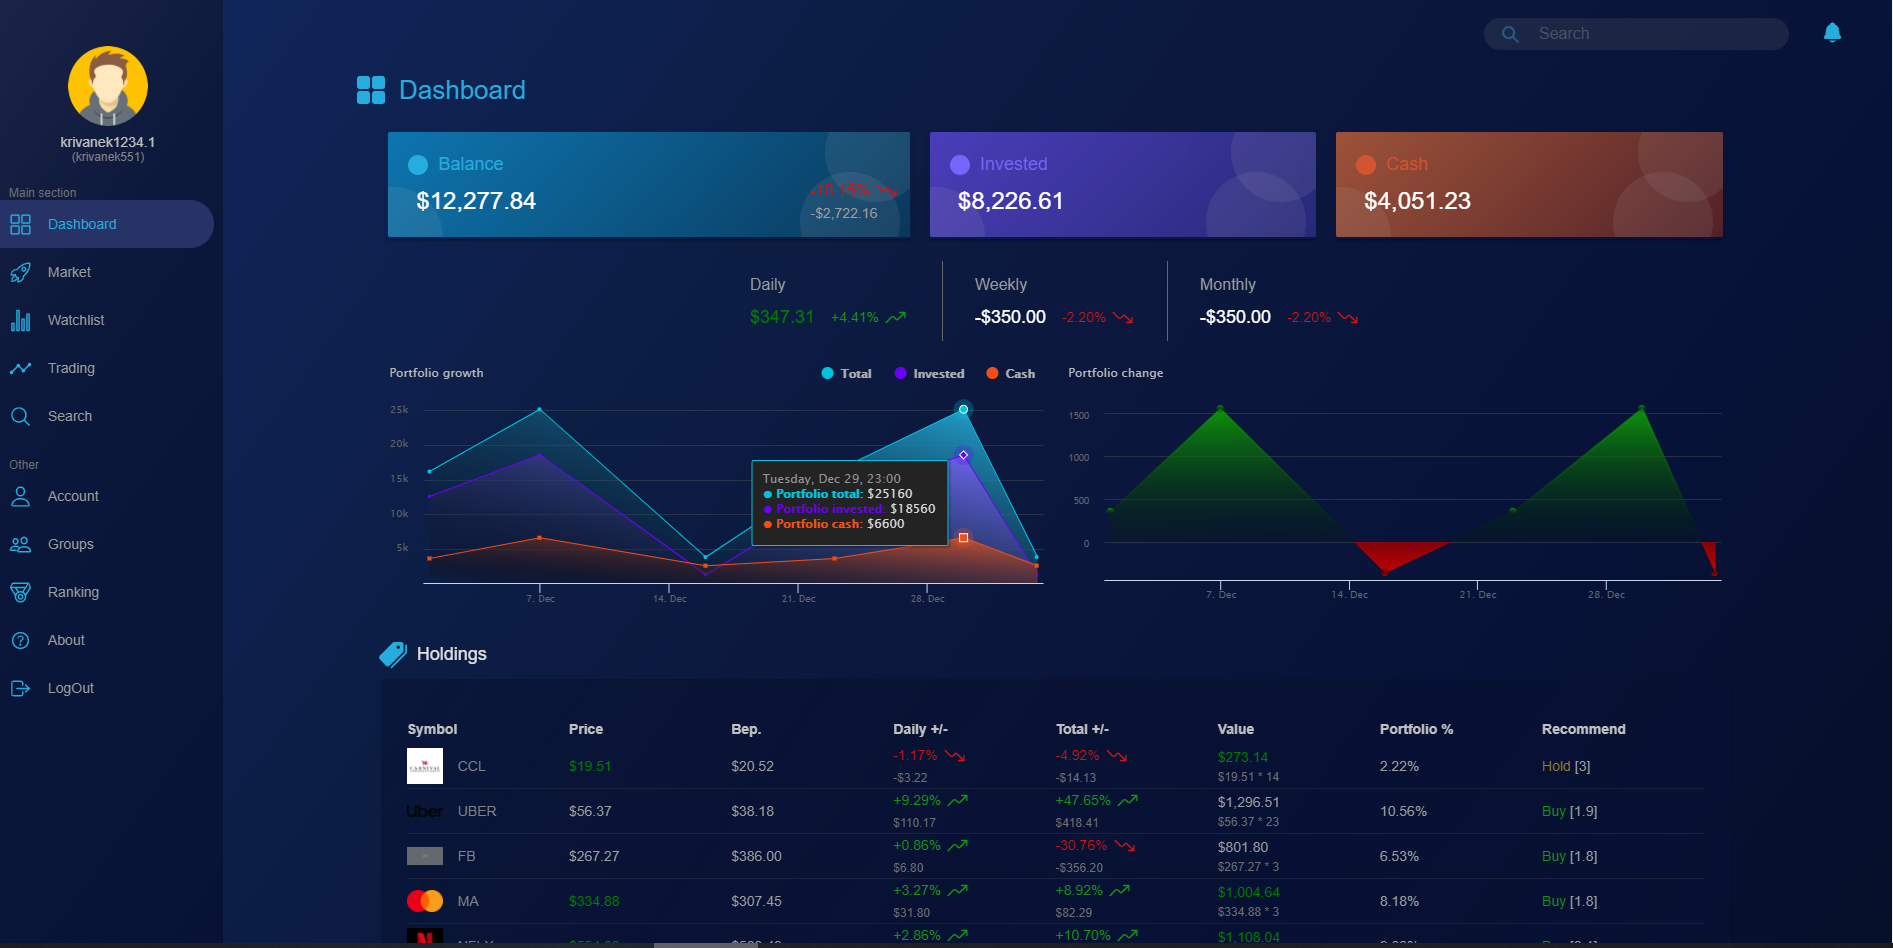 Search
krivanek1234.1
(krivanek551)
Main section
Dashboard
Market
Watchlist
Trading
Search
Other
Account
Groups
Ranking
About
LogOut
Dashboard
Balance
$12,277.84
-18.15%
-$2,722.16
Invested
$8,226.61
Cash
$4,051.23
Daily
$347.31 +4.41%
Weekly
-$350.00 -2.20%
Monthly
-$350.00 -2.20%
Portfolio growth
Total Invested Cash
25k
20k
15k
10k
5k
7. Dec 14. Dec 21. Dec 28. Dec
Tuesday, Dec 29, 23:00
Portfolio total: $25160
Portfolio invested: $18560
Portfolio cash: $6600
Portfolio change
1500
1000
500
0
7. Dec 14. Dec 21. Dec 28. Dec
Holdings
Symbol Price Bep. Daily +/- Total +/- Value Portfolio % Recommend
CARNIVAL CCL $19.51 $20.52 -1.17% -4.92% $273.14 2.22% Hold [3]
-$3.22 -$14.13 $19.51 * 14
Uber UBER $56.37 $38.18 +9.29% +47.65% $1,296.51 10.56% Buy [1.9]
$110.17 $418.41 $56.37 * 23
FB $267.27 $386.00 +0.86% -30.76% $801.80 6.53% Buy [1.8]
$6.80 -$356.20 $267.27 * 3
MA $334.88 $307.45 +3.27% +8.92% $1,004.64 8.18% Buy [1.8]
$31.80 $82.29 $334.88 * 3
+2.86% +10.70% $1,108.04